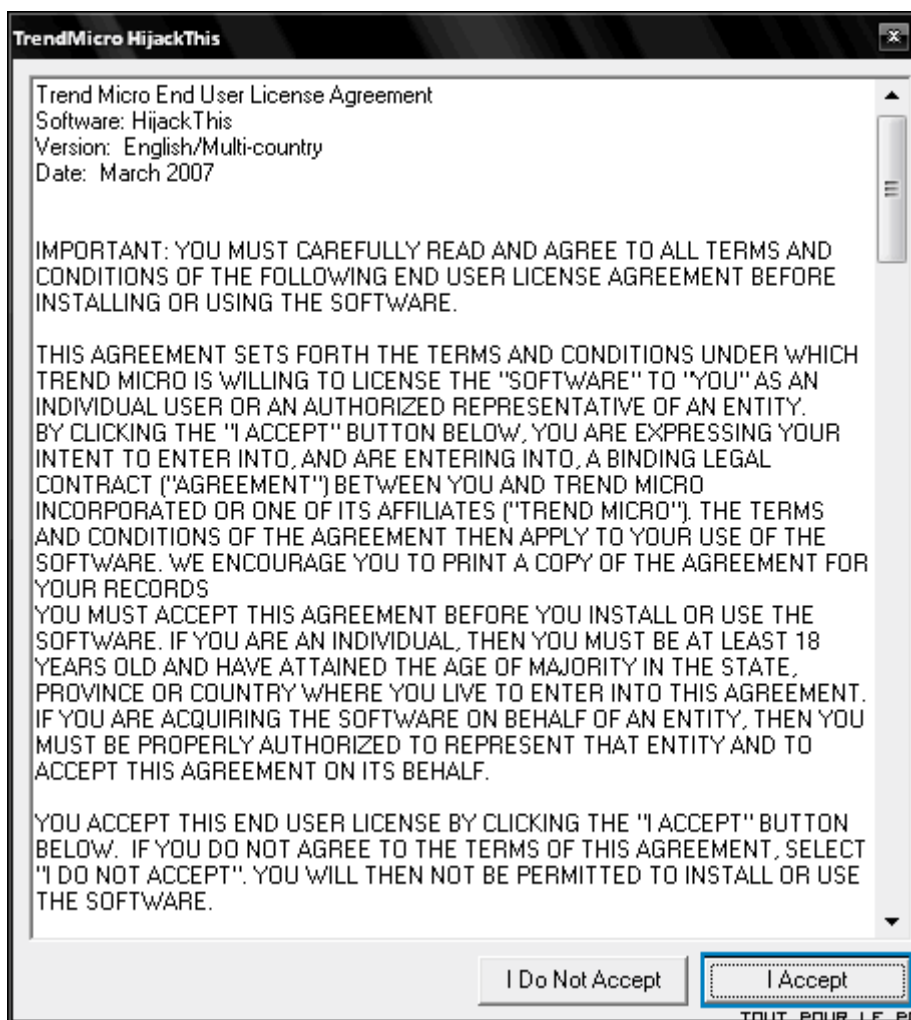 TrendMicro HijackThis
Trend Micro End User License Agreement
Software: HijackThis
Version:  English/Multi-country
Date:  March 2007
IMPORTANT: YOU MUST CAREFULLY READ AND AGREE TO ALL TERMS AND
CONDITIONS OF THE FOLLOWING END USER LICENSE AGREEMENT BEFORE
INSTALLING OR USING THE SOFTWARE.
THIS AGREEMENT SETS FORTH THE TERMS AND CONDITIONS UNDER WHICH
TREND MICRO IS WILLING TO LICENSE THE "SOFTWARE" TO "YOU" AS AN
INDIVIDUAL USER OR AN AUTHORIZED REPRESENTATIVE OF AN ENTITY.
BY CLICKING THE "I ACCEPT" BUTTON BELOW, YOU ARE EXPRESSING YOUR
INTENT TO ENTER INTO, AND ARE ENTERING INTO, A BINDING LEGAL
CONTRACT ("AGREEMENT") BETWEEN YOU AND TREND MICRO
INCORPORATED OR ONE OF ITS AFFILIATES ("TREND MICRO"). THE TERMS
AND CONDITIONS OF THE AGREEMENT THEN APPLY TO YOUR USE OF THE
SOFTWARE. WE ENCOURAGE YOU TO PRINT A COPY OF THE AGREEMENT FOR
YOUR RECORDS
YOU MUST ACCEPT THIS AGREEMENT BEFORE YOU INSTALL OR USE THE
SOFTWARE. IF YOU ARE AN INDIVIDUAL, THEN YOU MUST BE AT LEAST 18
YEARS OLD AND HAVE ATTAINED THE AGE OF MAJORITY IN THE STATE,
PROVINCE OR COUNTRY WHERE YOU LIVE TO ENTER INTO THIS AGREEMENT.
IF YOU ARE ACQUIRING THE SOFTWARE ON BEHALF OF AN ENTITY, THEN YOU
MUST BE PROPERLY AUTHORIZED TO REPRESENT THAT ENTITY AND TO
ACCEPT THIS AGREEMENT ON ITS BEHALF.
YOU ACCEPT THIS END USER LICENSE BY CLICKING THE "I ACCEPT" BUTTON
BELOW.  IF YOU DO NOT AGREE TO THE TERMS OF THIS AGREEMENT, SELECT
"I DO NOT ACCEPT". YOU WILL THEN NOT BE PERMITTED TO INSTALL OR USE
THE SOFTWARE.
I Do Not Accept
I Accept
TOUT POUR LE